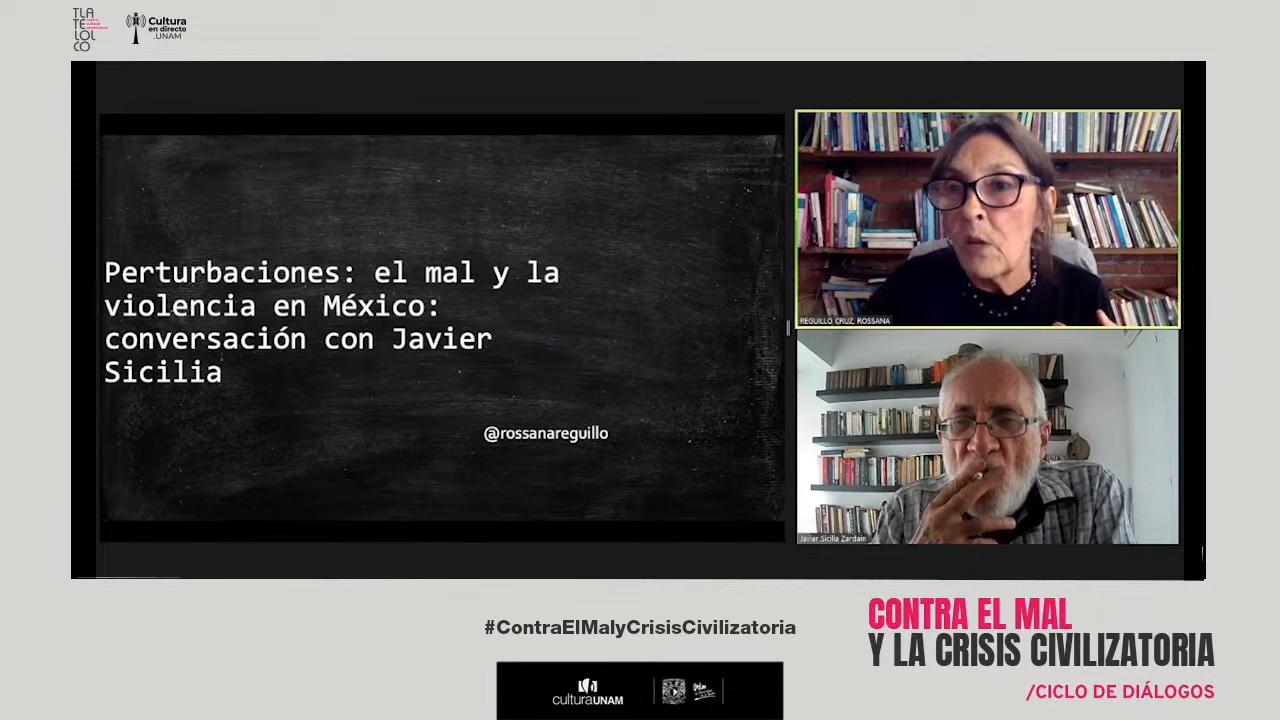 TLA
TE
LOL
CO
Cultura
en directo
.UNAM
Perturbaciones: el mal y la
violencia en México:
conversación con Javier
Sicilia
@rossanareguillo
REGUILLO CRUZ, ROSSANA
Javier Sicilia Zardain
#ContraElMalyCrisisCivilizatoria
CONTRA EL MAL
Y LA CRISIS CIVILIZATORIA
/CICLO DE DIÁLOGOS
culturaUNAM